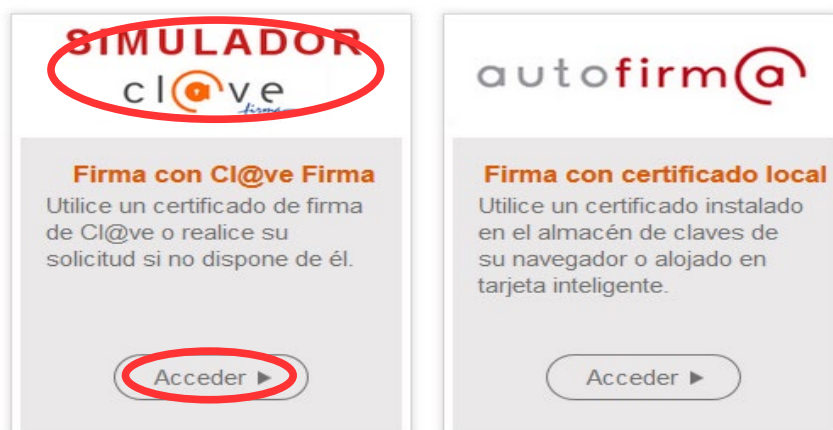 SIMULADOR
cl@ve
firma
Firma con Cl@ve Firma
Utilice un certificado de firma
de Cl@ve o realice su
solicitud si no dispone de él.
Acceder ►
autofirm@
Firma con certificado local
Utilice un certificado instalado
en el almacén de claves de
su navegador o alojado en
tarjeta inteligente.
Acceder ►